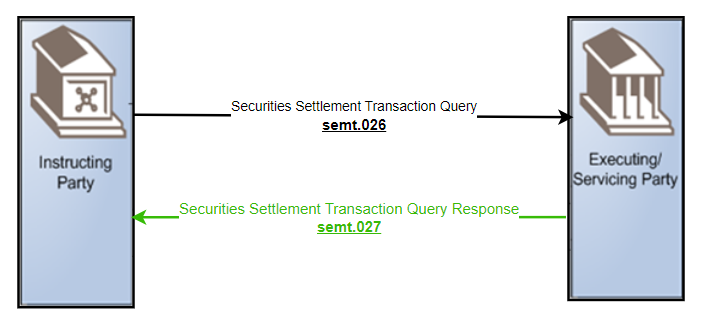 Securities Settlement Transaction Query
semt.026
Instructing
Party
Executing/
Servicing Party
Securities Settlement Transaction Query Response
semt.027